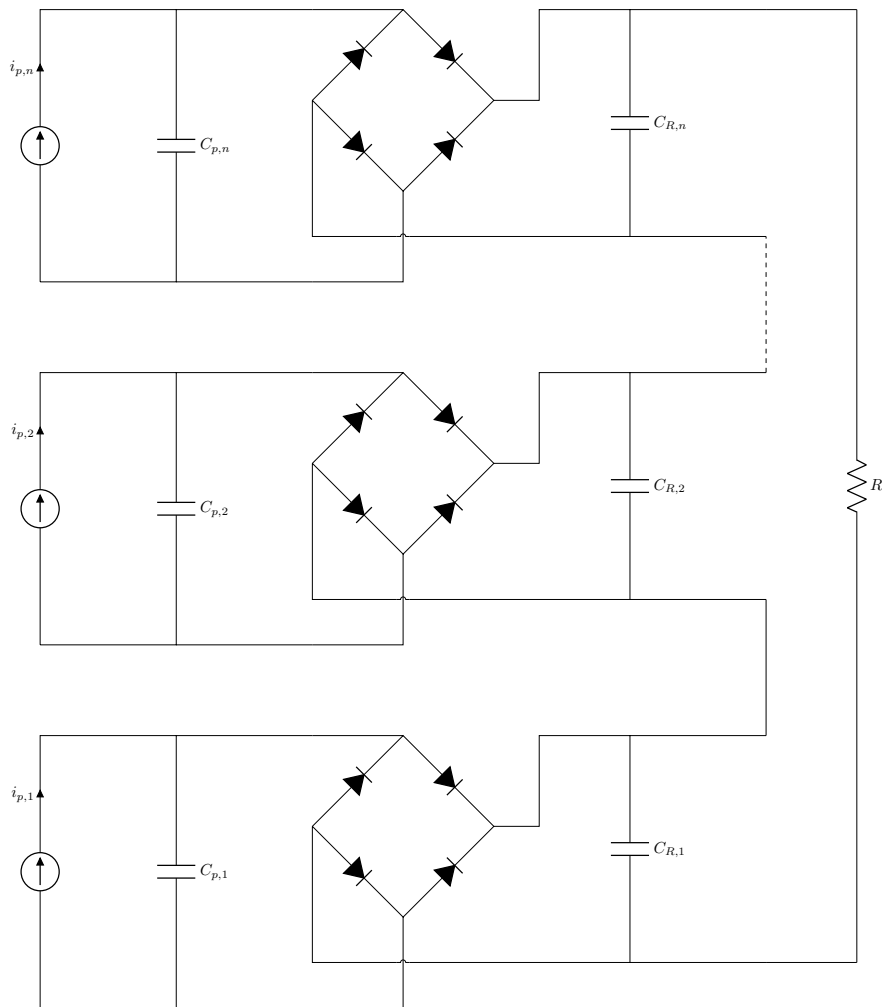 i_{p,n}
C_{p,n}
C_{R,n}
i_{p,2}
C_{p,2}
C_{R,2}
R
i_{p,1}
C_{p,1}
C_{R,1}